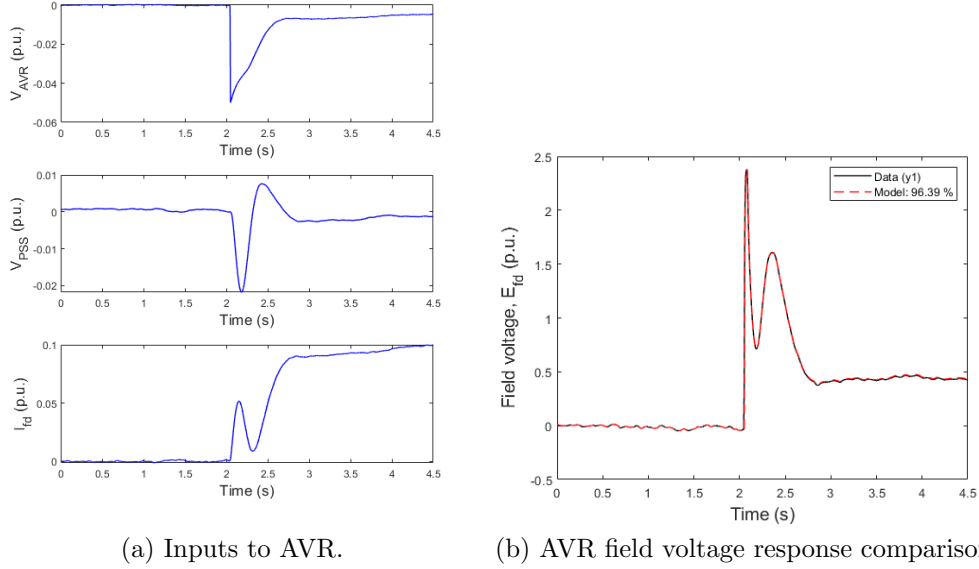 V_AVR (p.u.)
0
-0.02
-0.04
-0.06
0 0.5 1 1.5 2 2.5 3 3.5 4 4.5
Time (s)
V_PSS (p.u.)
0.01
0
-0.01
-0.02
0 0.5 1 1.5 2 2.5 3 3.5 4 4.5
Time (s)
I_fd (p.u.)
0.1
0.05
0
0 0.5 1 1.5 2 2.5 3 3.5 4 4.5
Time (s)
(a) Inputs to AVR.
Field voltage, E_fd (p.u.)
2.5
2
1.5
1
0.5
0
-0.5
0 0.5 1 1.5 2 2.5 3 3.5 4 4.5
Time (s)
Data (y1)
Model: 96.39 %
(b) AVR field voltage response compariso